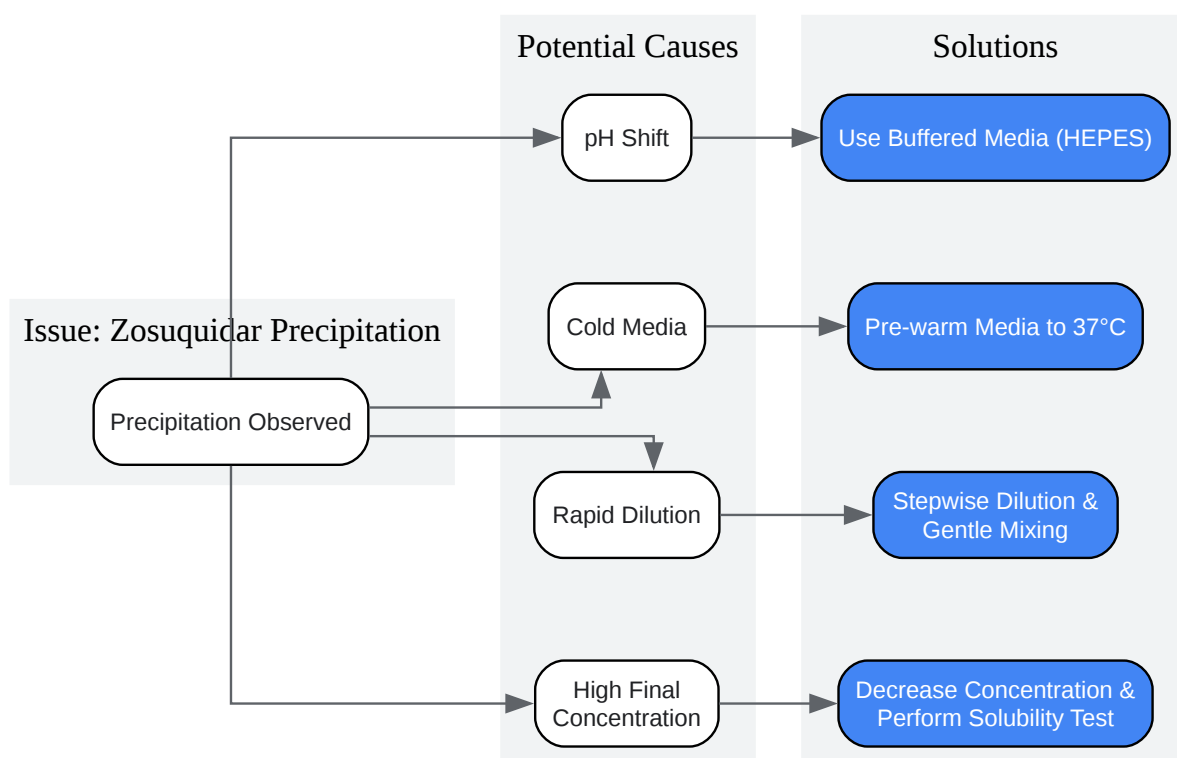 Potential Causes
Solutions
pH Shift
Use Buffered Media (HEPES)
Issue: Zosuquidar Precipitation
Cold Media
Pre-warm Media to 37°C
Precipitation Observed
Rapid Dilution
Stepwise Dilution &
Gentle Mixing
High Final
Concentration
Decrease Concentration &
Perform Solubility Test